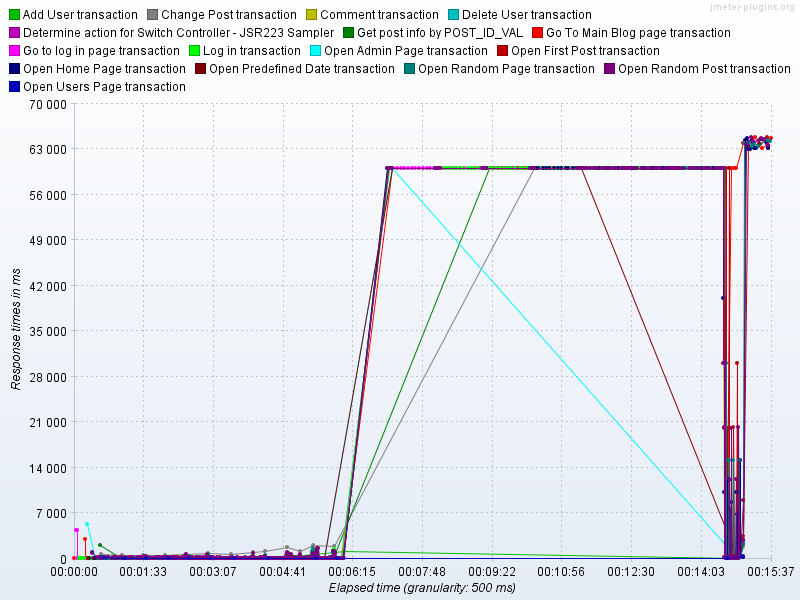 jmeter-plugins.org
Add User transaction Change Post transaction Comment transaction Delete User transaction
Determine action for Switch Controller - JSR223 Sampler Get post info by POST_ID_VAL Go To Main Blog page transaction
Go to log in page transaction Log in transaction Open Admin Page transaction Open First Post transaction
Open Home Page transaction Open Predefined Date transaction Open Random Page transaction Open Random Post transaction
Open Users Page transaction
70 000
63 000
56 000
49 000
42 000
35 000
28 000
21 000
14 000
7 000
0
Response times in ms
00:00:00 00:01:33 00:03:07 00:04:41 00:06:15 00:07:48 00:09:22 00:10:56 00:12:30 00:14:03 00:15:37
Elapsed time (granularity: 500 ms)